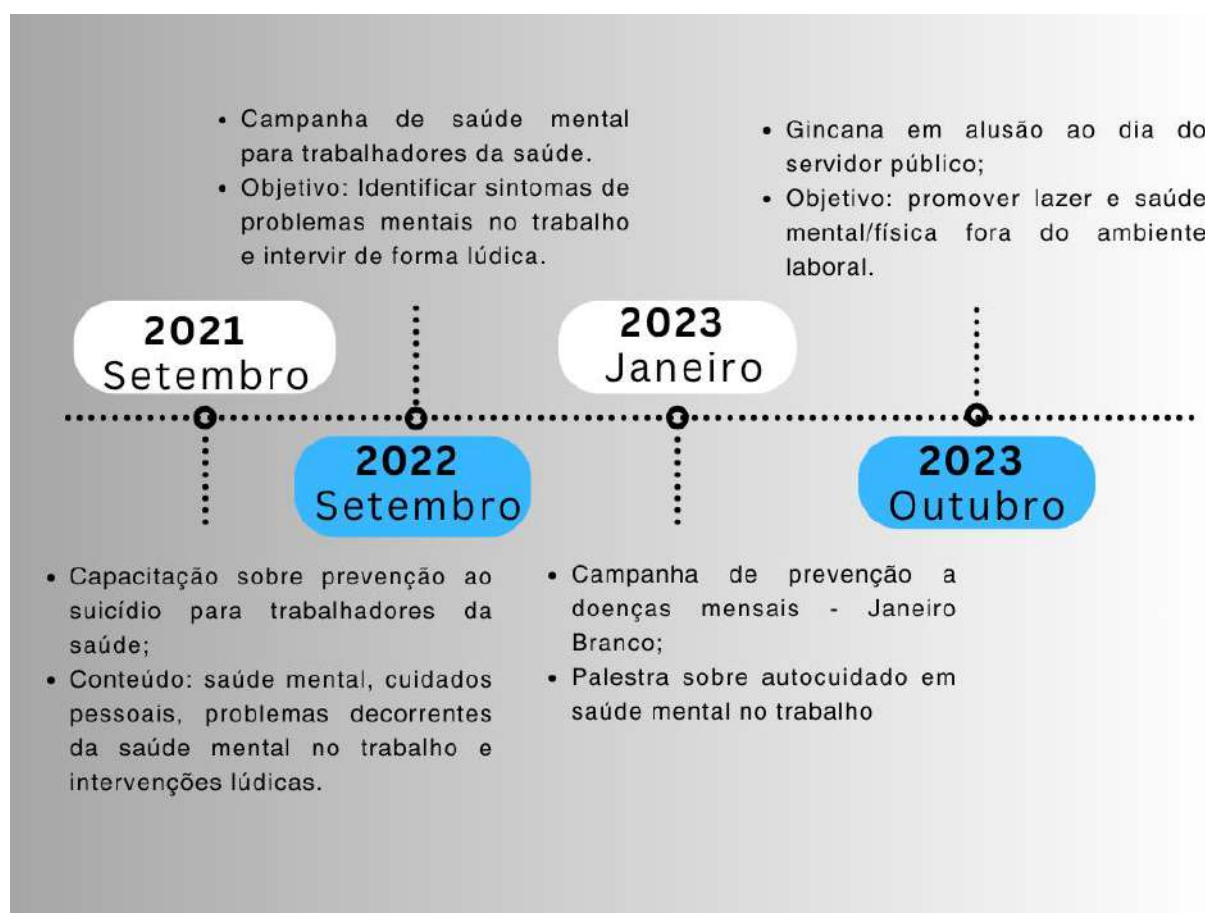 • Campanha de saúde mental
para trabalhadores da saúde.
• Objetivo: Identificar sintomas de
problemas mentais no trabalho
e intervir de forma lúdica.
• Gincana em alusão ao dia do
servidor público;
• Objetivo: promover lazer e saúde
mental/física fora do ambiente
laboral.
2021
Setembro
2023
Janeiro
2022
Setembro
2023
Outubro
• Capacitação sobre prevenção ao
suicídio para trabalhadores da
saúde;
• Conteúdo: saúde mental, cuidados
pessoais, problemas decorrentes
da saúde mental no trabalho e
intervenções lúdicas.
• Campanha de prevenção a
doenças mensais - Janeiro
Branco;
• Palestra sobre autocuidado em
saúde mental no trabalho